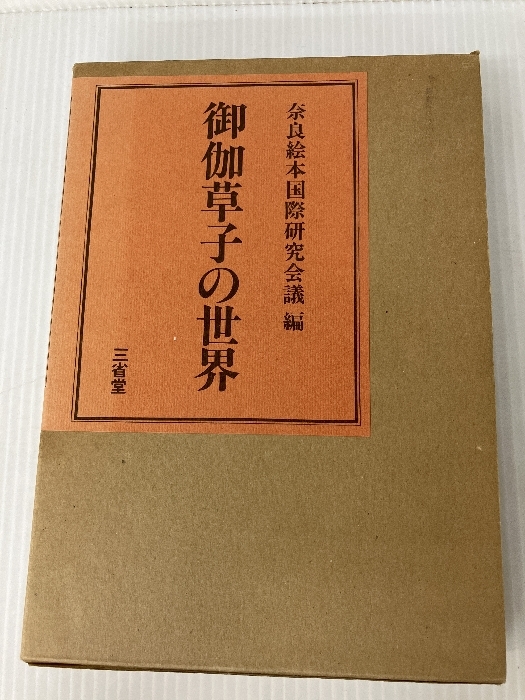 奈良絵本国際研究会議 編
御伽草子の世界
三省堂